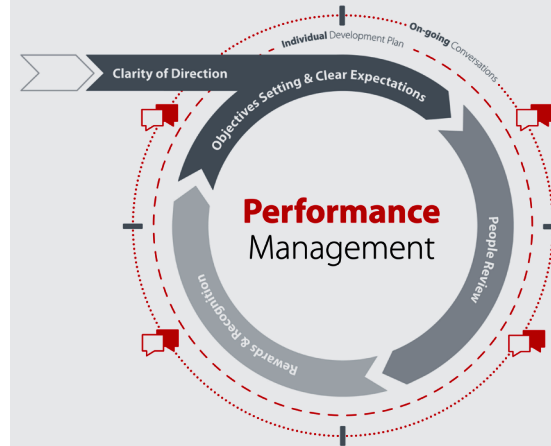 On-going Conversations
Individual Development Plan
Clarity of Direction
Objectives Setting & Clear Expectations
People Review
Rewards & Recognition
Performance
Management